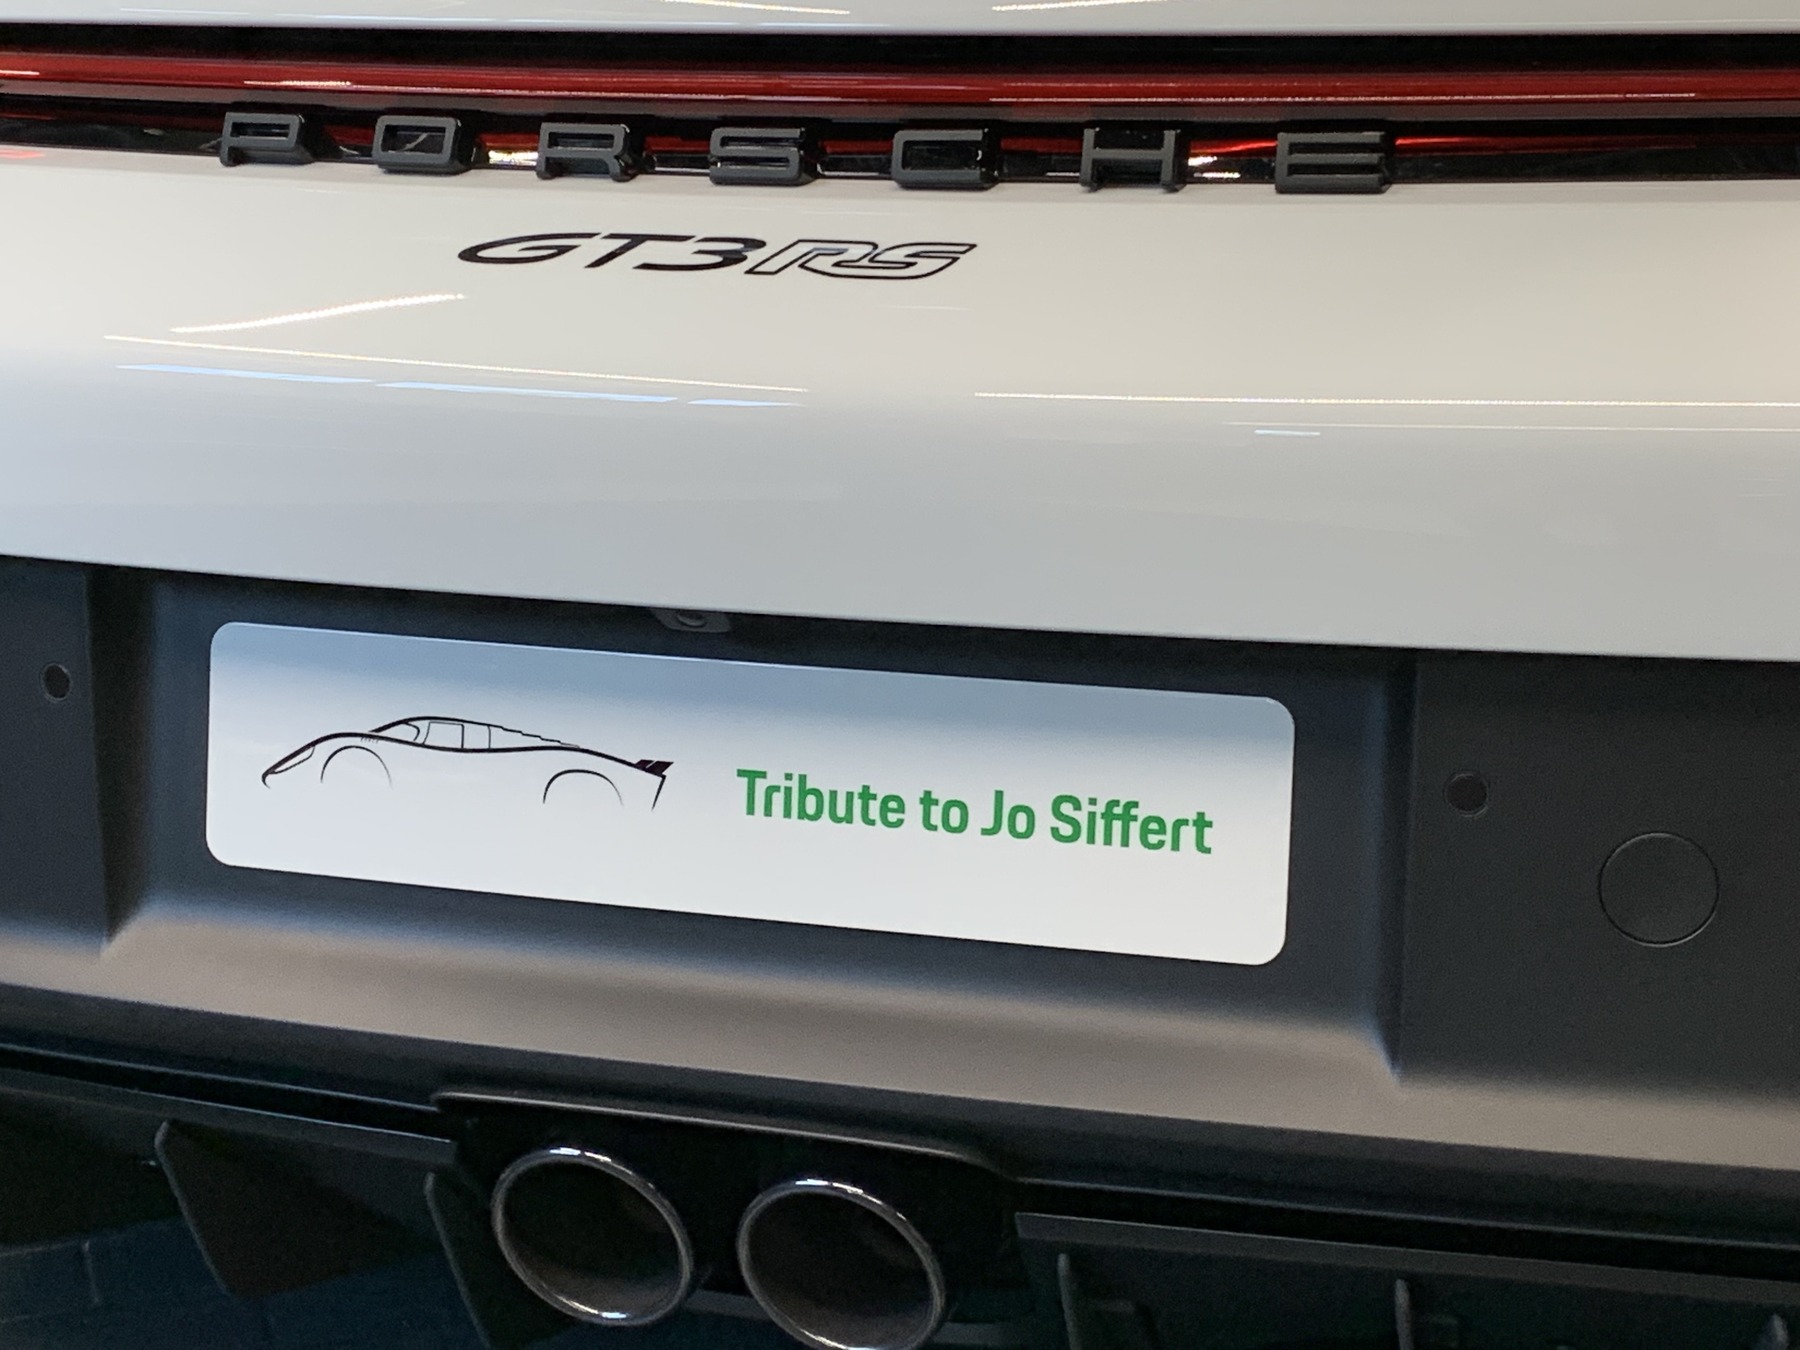 PORSCHE
GT3RS
Tribute to Jo Siffert